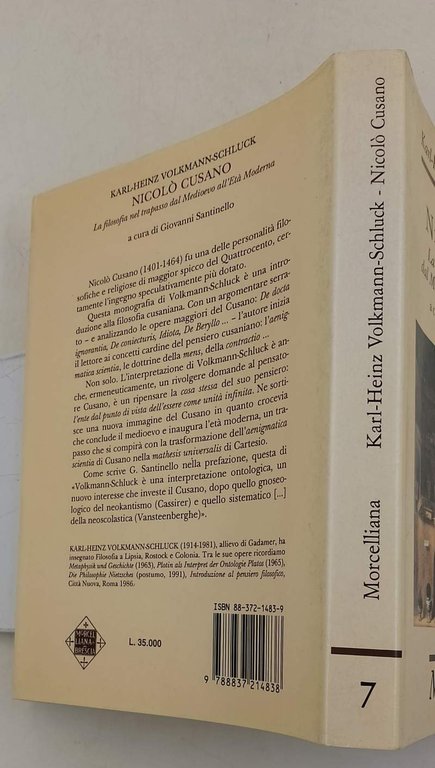 KARL-HEINZ VOLKMANN-SCHLUCK
NICOLÒ CUSANO
La filosofia nel trapasso dal Medioevo all'Età Moderna
a cura di Giovanni Santinello
Nicolò Cusano (1401-1464) fu una delle personalità filo-
sofiche e religiose di maggior spicco del Quattrocento, cer-
tamente l'ingegno speculativamente più dotato.
Questa monografia di Volkmann-Schluck è una intro-
duzione alla filosofia cusaniana. Con un argomentare serra-
to – e analizzando le opere maggiori del Cusano: De docta
ignorantia, De coniecturis, Idiota, De Beryllo ... – l'autore inizia
il lettore ai concetti cardine del pensiero cusaniano: l'aenig-
matica scientia, le dottrine della mens, della contractio ...
Non solo. L'interpretazione di Volkmann-Schluck è an-
che, ermeneuticamente, un rivolgere domande al pensato-
re Cusano, è un ripensare la cosa stessa del suo pensiero:
l'ente dal punto di vista dell'essere come unità infinita. Ne sorti-
sce una nuova immagine del Cusano in quanto crocevia
che conclude il medioevo e inaugura l'età moderna, un tra-
passo che si compirà con la trasformazione dell'aenigmatica
scientia di Cusano nella mathesis universalis di Cartesio.
Come scrive G. Santinello nella prefazione, questa di
«Volkmann-Schluck è una interpretazione ontologica, un
nuovo interesse che investe il Cusano, dopo quello gnoseo-
logico del neokantismo (Cassirer) e quello sistematico [...]
della neoscolastica (Vansteenberghe)».
KARL-HEINZ VOLKMANN-SCHLUCK (1914-1981), allievo di Gadamer, ha
insegnato Filosofia a Lipsia, Rostock e Colonia. Tra le sue opere ricordiamo
Metaphysik und Geschichte (1963), Plotin als Interpret der Ontologie Platos (1965),
Die Philosophie Nietzsches (postumo, 1991), Introduzione al pensiero filosofico,
Città Nuova, Roma 1986.
MORCEL
LIANA
BRESCIA
L. 35.000
ISBN 88-372-1483-9
9 788837 214838
Karl-Heinz Volkmann-Schluck - Nicolò Cusano
Morcelliana
7